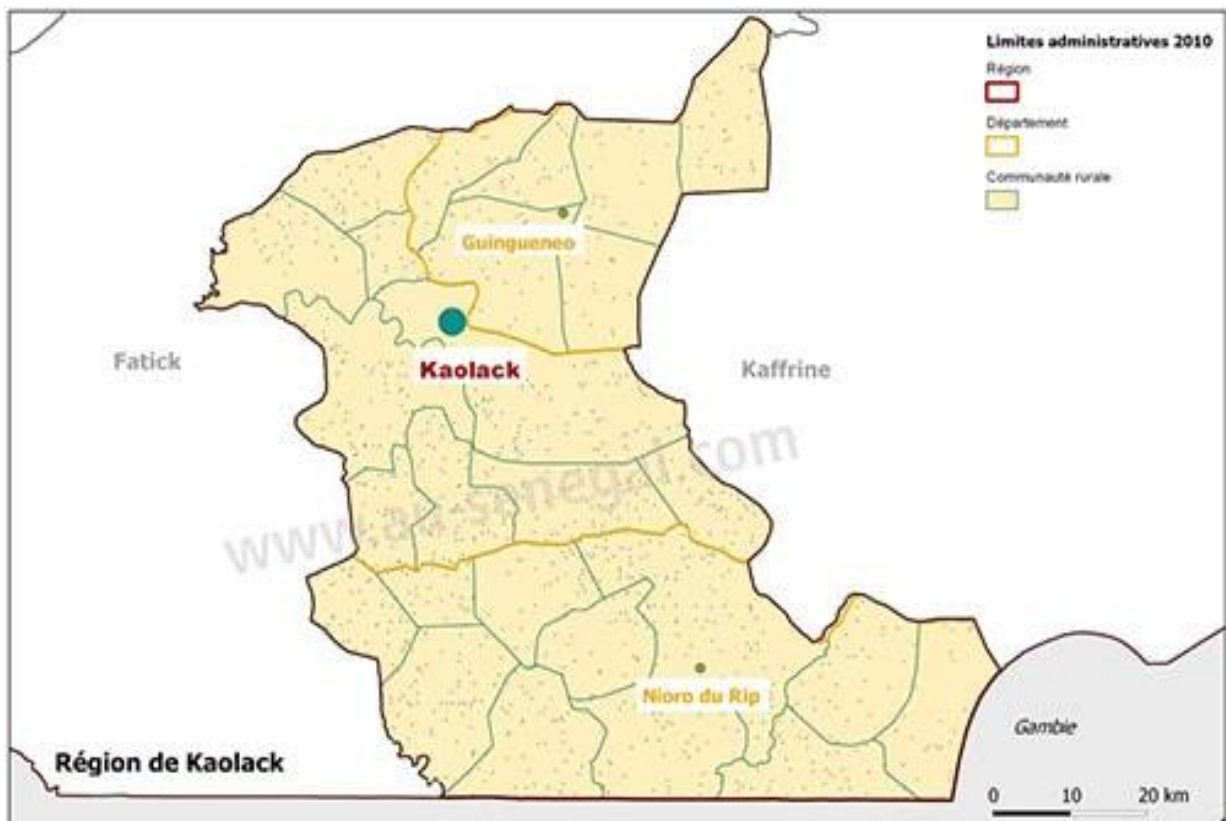 Limites administratives 2010
Région
Département
Communauté rurale
Guingueneo
Fatick
Kaolack
Kaffrine
www.au-senegal.com
Nioro du Rip
Gambie
Région de Kaolack
0 10 20 km